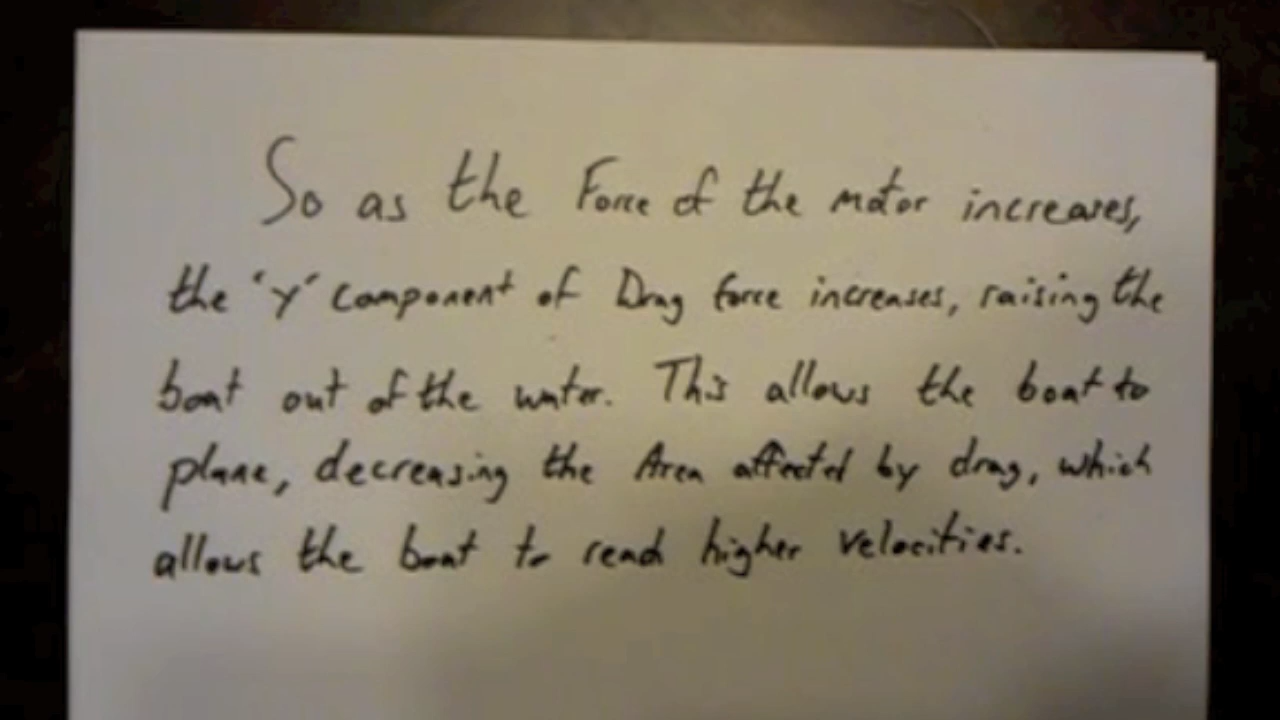 So as the Force of the motor increases,
the 'Y' component of Drag force increases, raising the
boat out of the water. This allows the boat to
plane, decreasing the Area affected by drag, which
allows the boat to reach higher velocities.